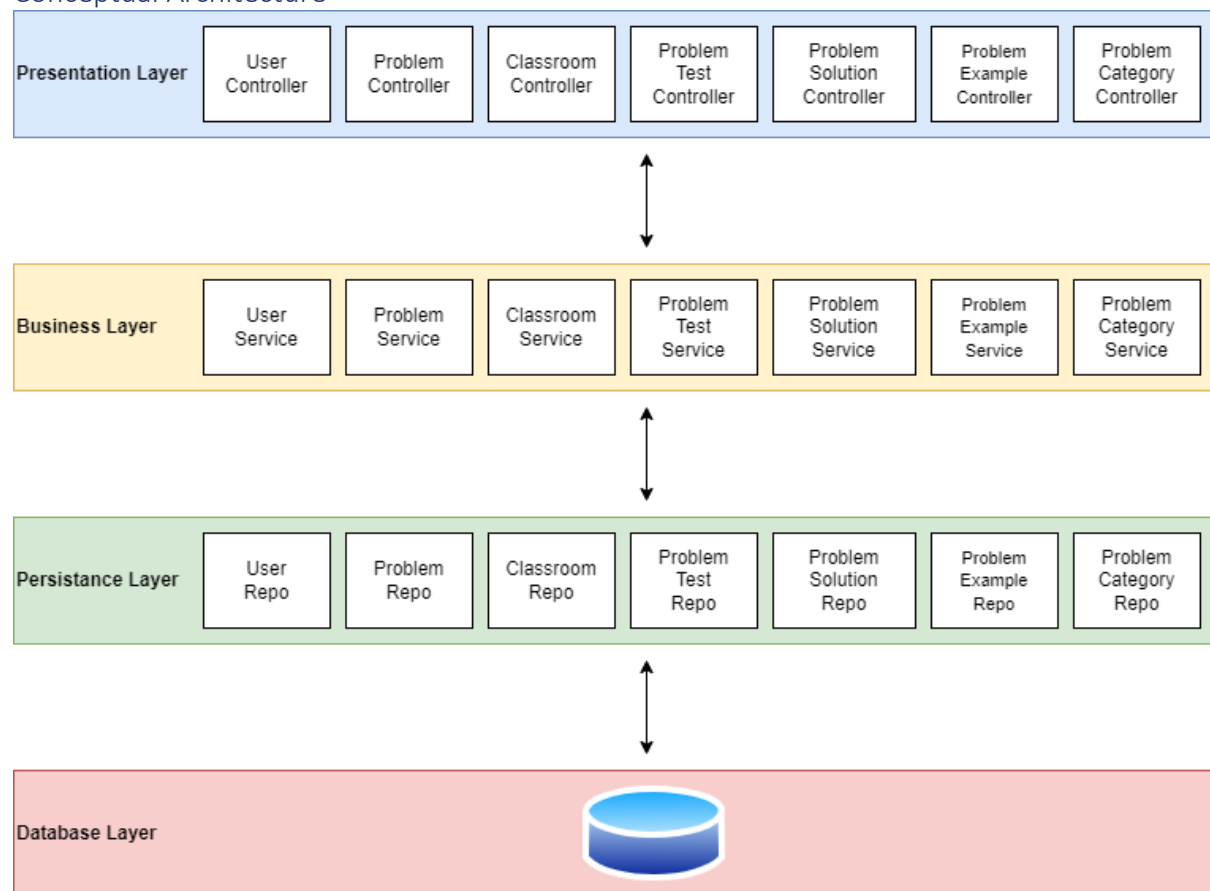 Conceptual Architecture
Presentation Layer
User
Controller
Problem
Controller
Classroom
Controller
Problem
Test
Controller
Problem
Solution
Controller
Problem
Example
Controller
Problem
Category
Controller
Business Layer
User
Service
Problem
Service
Classroom
Service
Problem
Test
Service
Problem
Solution
Service
Problem
Example
Service
Problem
Category
Service
Persistance Layer
User
Repo
Problem
Repo
Classroom
Repo
Problem
Test
Repo
Problem
Solution
Repo
Problem
Example
Repo
Problem
Category
Repo
Database Layer